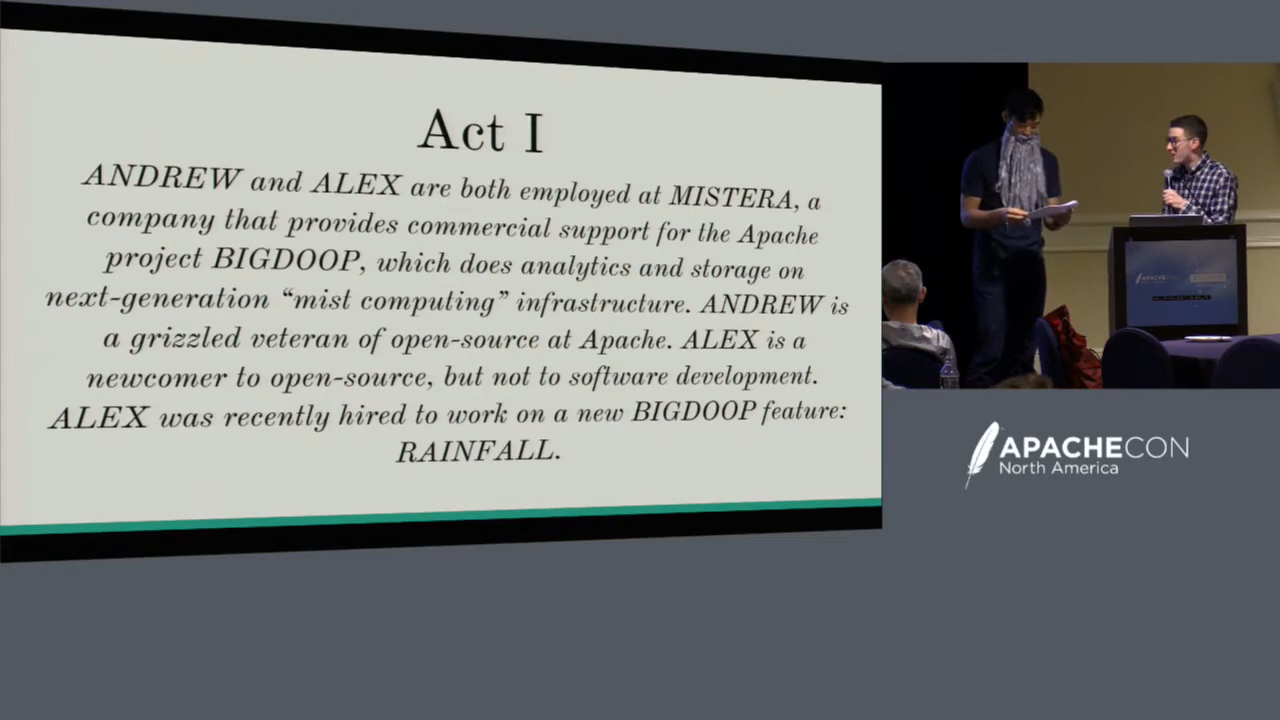 Act I
ANDREW and ALEX are both employed at MISTERA, a
company that provides commercial support for the Apache
project BIGDOOP, which does analytics and storage on
next-generation “mist computing” infrastructure. ANDREW is
a grizzled veteran of open-source at Apache. ALEX is a
newcomer to open-source, but not to software development.
ALEX was recently hired to work on a new BIGDOOP feature:
RAINFALL.
APACHECON
North America